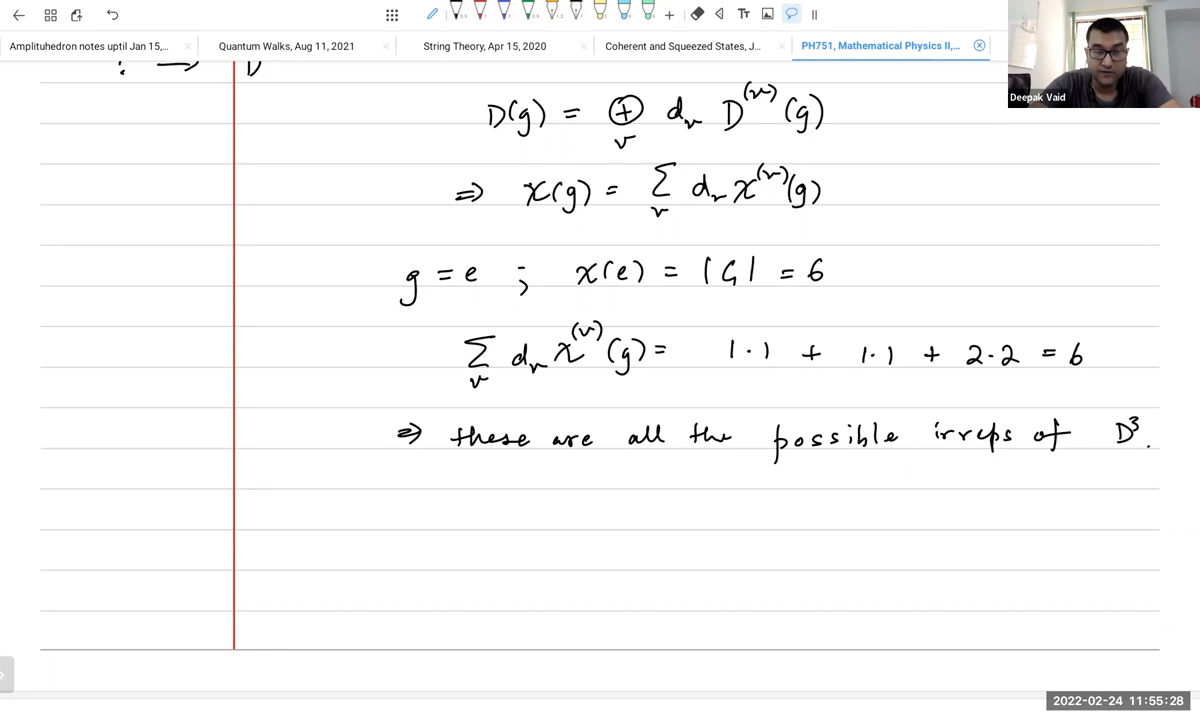 Amplituhedron notes uptil Jan 15,...
Quantum Walks, Aug 11, 2021
String Theory, Apr 15, 2020
Coherent and Squeezed States, J...
PH751, Mathematical Physics II,...
Deepak Vaid
D(g) = ⊕_ν d_ν D^(ν)(g)
⇒ χ(g) = Σ_ν d_ν χ^(ν)(g)
g = e ; χ(e) = |G| = 6
Σ_ν d_ν χ^(ν)(g) = 1·1 + 1·1 + 2·2 = 6
⇒ these are all the possible irreps of D³.
2022-02-24 11:55:28